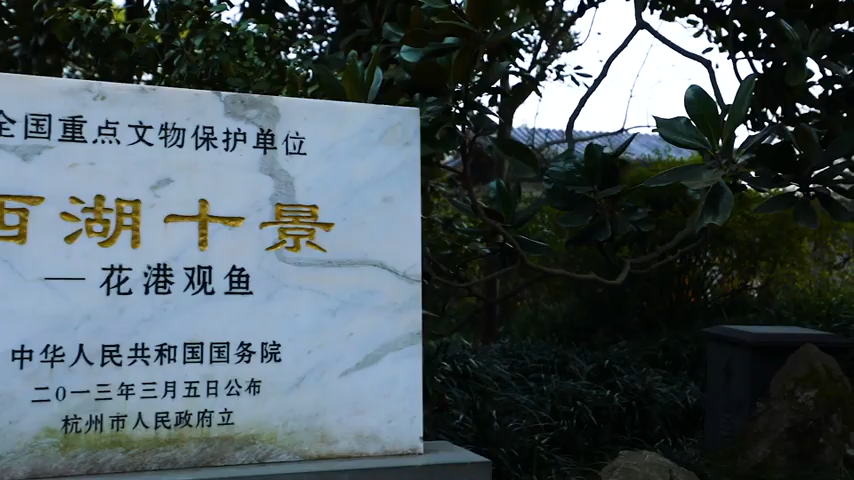 全国重点文物保护单位
西湖十景
——花港观鱼
中华人民共和国国务院
二〇一三年三月五日公布
杭州市人民政府立